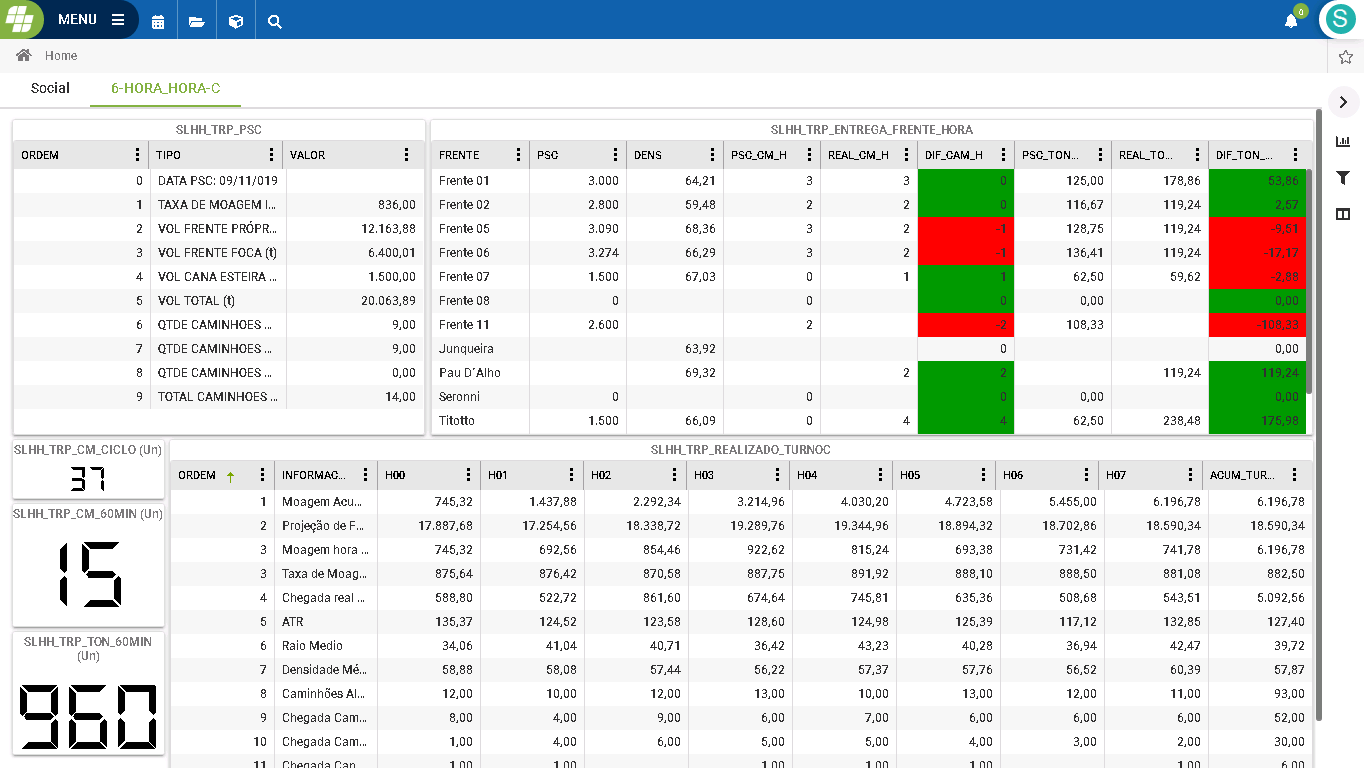 MENU
0
S
Home
Social 6-HORA_HORA-C
SLHH_TRP_PSC
ORDEM TIPO VALOR
0 DATA PSC: 09/11/019
1 TAXA DE MOAGEM I... 836,00
2 VOL FRENTE PRÓPR... 12.163,88
3 VOL FRENTE FOCA (t) 6.400,01
4 VOL CANA ESTEIRA ... 1.500,00
5 VOL TOTAL (t) 20.063,89
6 QTDE CAMINHOES ... 9,00
7 QTDE CAMINHOES ... 9,00
8 QTDE CAMINHOES ... 0,00
9 TOTAL CAMINHOES ... 14,00
SLHH_TRP_ENTREGA_FRENTE_HORA
FRENTE PSC DENS PSC_CM_H REAL_CM_H DIF_CAM_H PSC_TON... REAL_TO... DIF_TON_...
Frente 01 3.000 64,21 3 3 0 125,00 178,86 53,86
Frente 02 2.800 59,48 2 2 0 116,67 119,24 2,57
Frente 05 3.090 68,36 3 2 -1 128,75 119,24 -9,51
Frente 06 3.274 66,29 3 2 -1 136,41 119,24 -17,17
Frente 07 1.500 67,03 0 1 1 62,50 59,62 -2,88
Frente 08 0 0 0 0,00 0,00
Frente 11 2.600 2 -2 108,33 -108,33
Junqueira 63,92 0 0,00
Pau D´Alho 69,32 2 2 119,24 119,24
Seronni 0 0 0 0,00 0,00
Titotto 1.500 66,09 0 4 4 62,50 238,48 175,98
SLHH_TRP_CM_CICLO (Un)
37
SLHH_TRP_CM_60MIN (Un)
15
SLHH_TRP_TON_60MIN
(Un)
960
SLHH_TRP_REALIZADO_TURNOC
ORDEM INFORMAC... H00 H01 H02 H03 H04 H05 H06 H07 ACUM_TUR...
1 Moagem Acu... 745,32 1.437,88 2.292,34 3.214,96 4.030,20 4.723,58 5.455,00 6.196,78 6.196,78
2 Projeção de F... 17.887,68 17.254,56 18.338,72 19.289,76 19.344,96 18.894,32 18.702,86 18.590,34 18.590,34
3 Moagem hora ... 745,32 692,56 854,46 922,62 815,24 693,38 731,42 741,78 6.196,78
3 Taxa de Moag... 875,64 876,42 870,58 887,75 891,92 888,10 888,50 881,08 882,50
4 Chegada real ... 588,80 522,72 861,60 674,64 745,81 635,36 508,68 543,51 5.092,56
5 ATR 135,37 124,52 123,58 128,60 124,98 125,39 117,12 132,85 127,40
6 Raio Medio 34,06 41,04 40,71 36,42 43,23 40,28 36,94 42,47 39,72
7 Densidade Mé... 58,88 58,08 57,44 56,22 57,37 57,76 56,52 60,39 57,87
8 Caminhões Al... 12,00 10,00 12,00 13,00 10,00 13,00 12,00 11,00 93,00
9 Chegada Cam... 8,00 4,00 9,00 6,00 7,00 6,00 6,00 6,00 52,00
10 Chegada Cam... 1,00 4,00 6,00 5,00 5,00 4,00 3,00 2,00 30,00
11 Chegada Can... 1,00 1,00 1,00 1,00 1,00 1,00 6,00